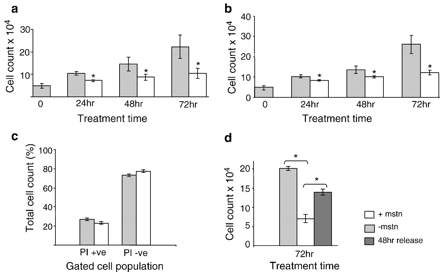 a
Cell count x 10⁴
30
20
10
0
*
*
*
0
24hr
48hr
72hr
Treatment time
b
Cell count x 10⁴
40
30
20
10
0
*
*
*
0
24hr
48hr
72hr
Treatment time
c
Total cell count (%)
100
80
60
40
20
0
PI +ve
PI -ve
Gated cell population
d
Cell count x 10⁴
25
20
15
10
5
0
*
*
72hr
Treatment time
+ mstn
-mstn
48hr release